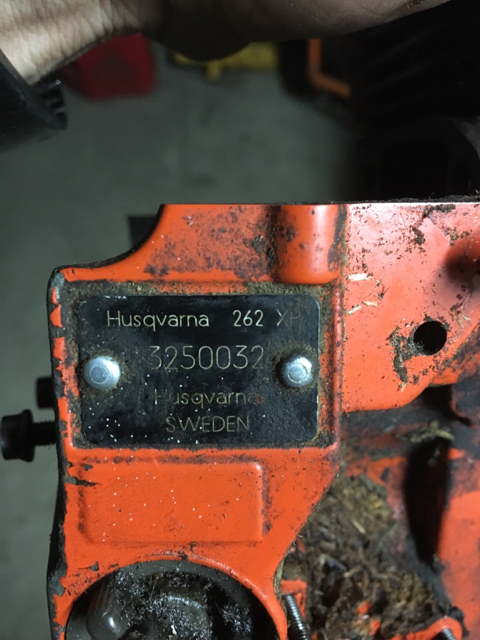 Husqvarna 262 XP
3250032
Husqvarna
SWEDEN